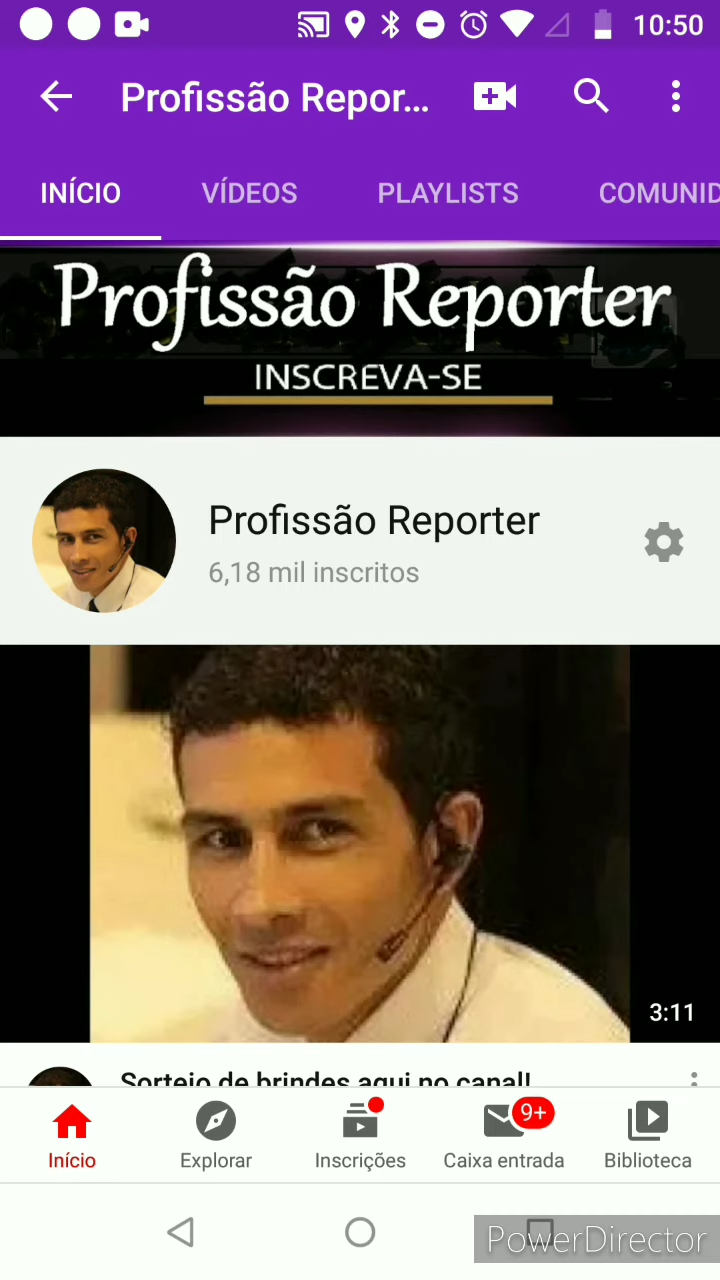 10:50
Profissão Repor...
INÍCIO VÍDEOS PLAYLISTS COMUNID
Profissão Reporter
INSCREVA-SE
Profissão Reporter
6,18 mil inscritos
3:11
Sorteio de brindes aqui no canal!
9+
Início Explorar Inscrições Caixa entrada Biblioteca
PowerDirector